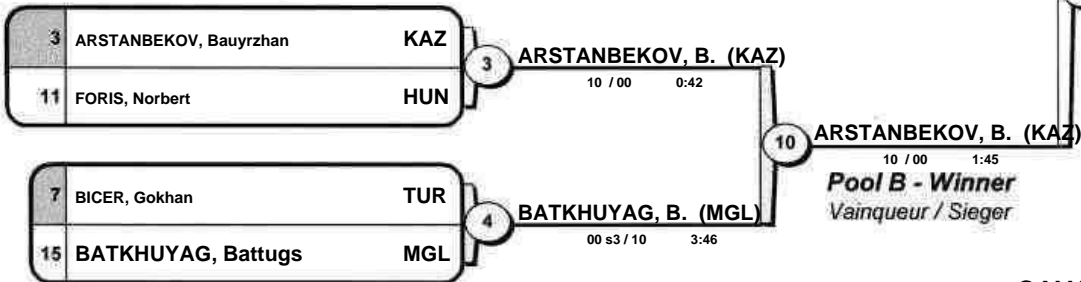 3 ARSTANBEKOV, Bauyrzhan KAZ
11 FORIS, Norbert HUN
3
ARSTANBEKOV, B. (KAZ)
10 / 00 0:42
10
ARSTANBEKOV, B. (KAZ)
10 / 00 1:45
Pool B - Winner
Vainqueur / Sieger
7 BICER, Gokhan TUR
15 BATKHUYAG, Battugs MGL
4
BATKHUYAG, B. (MGL)
00 s3 / 10 3:46